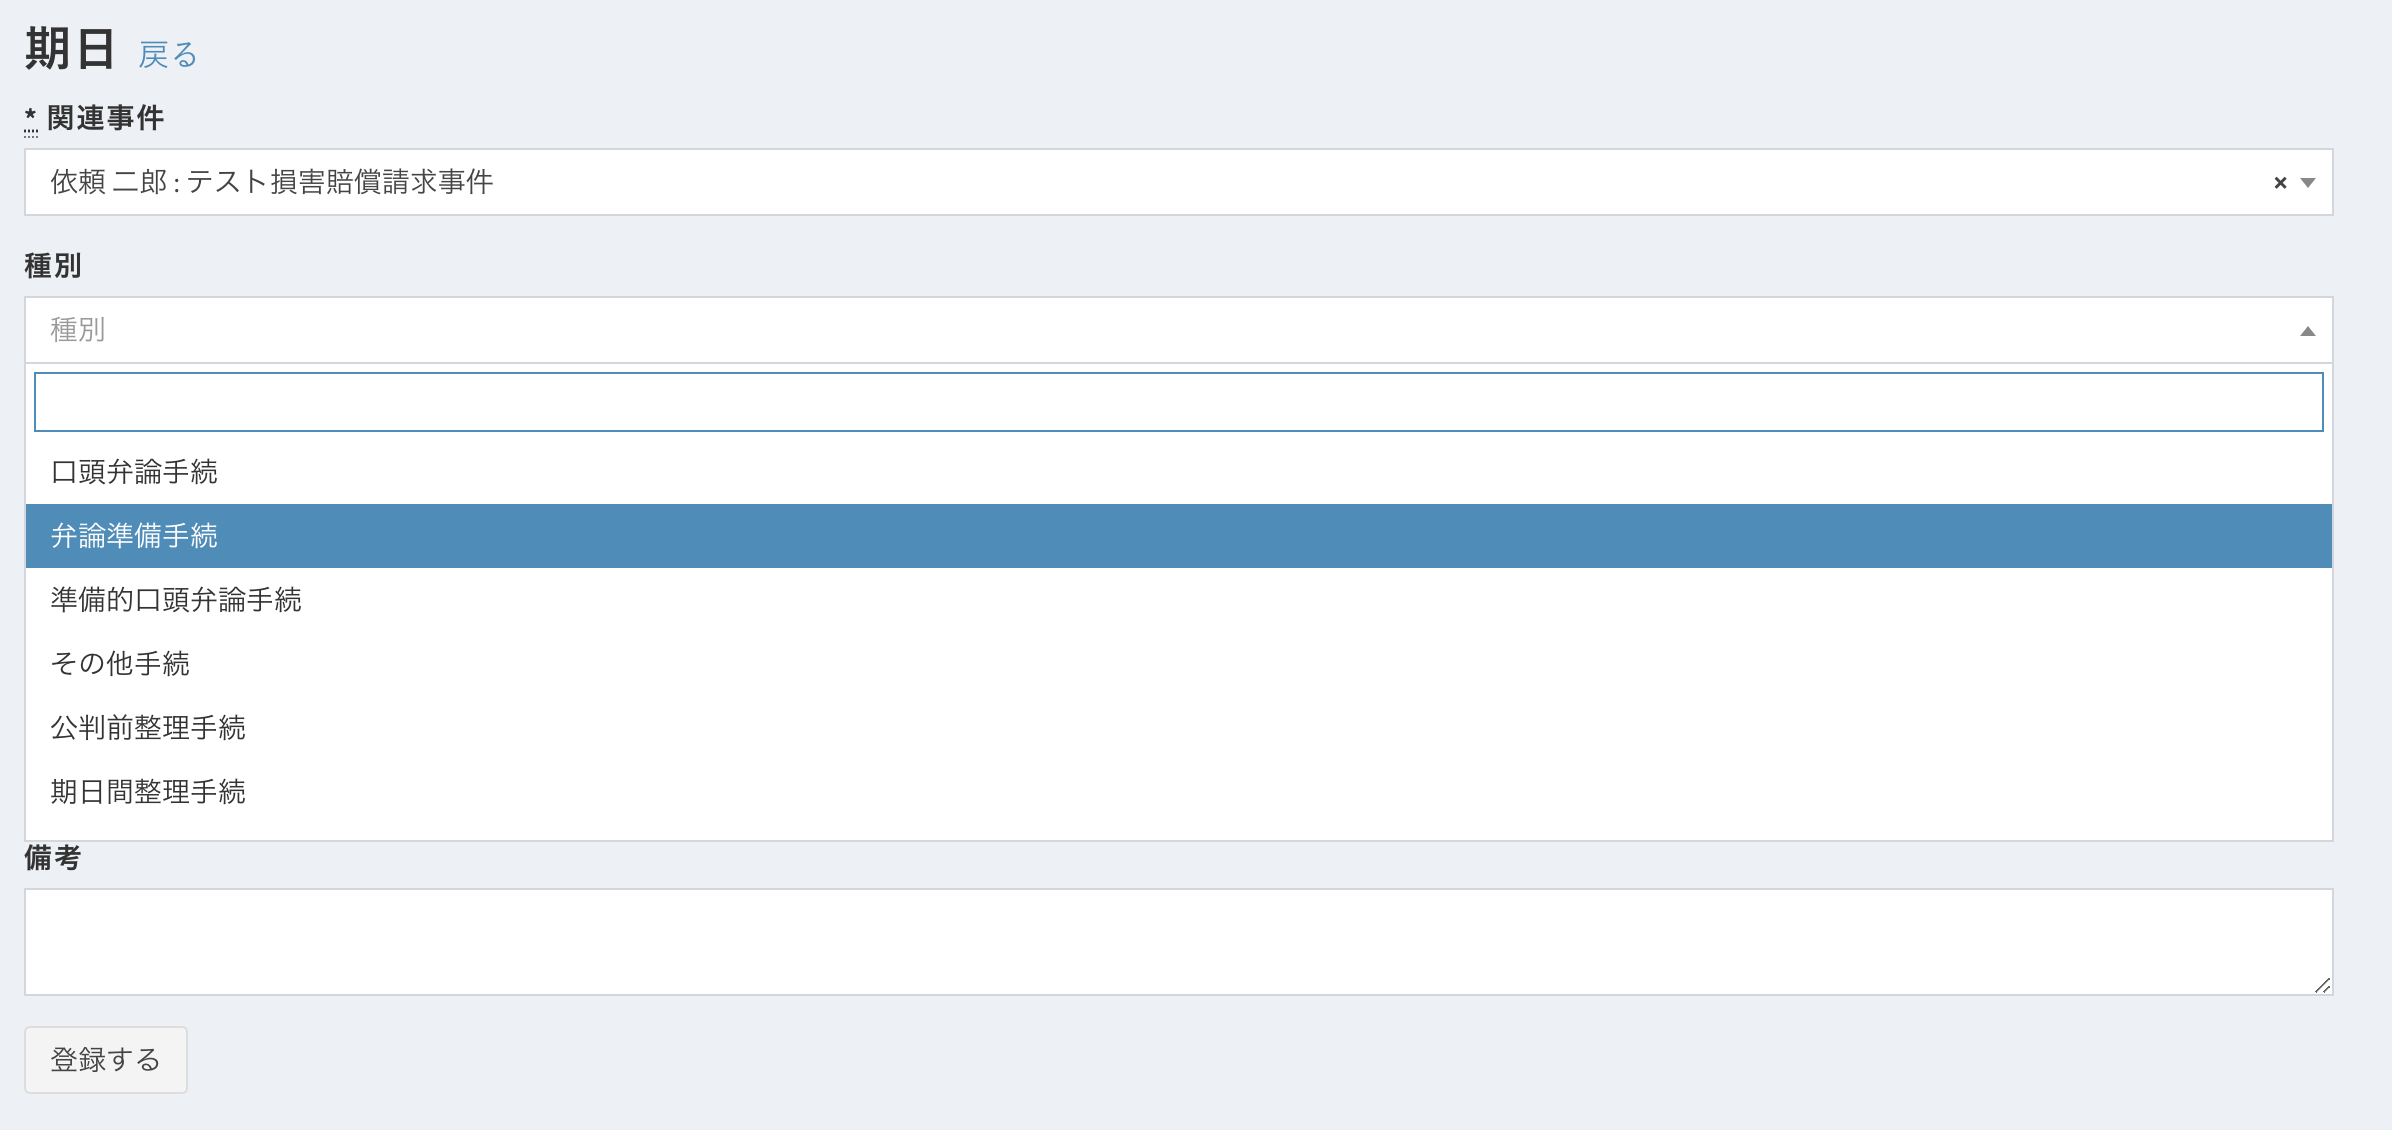 期日 戻る
* 関連事件
依頼 二郎 : テスト損害賠償請求事件
×
種別
種別
口頭弁論手続
弁論準備手続
準備的口頭弁論手続
その他手続
公判前整理手続
期日間整理手続
備考
登録する